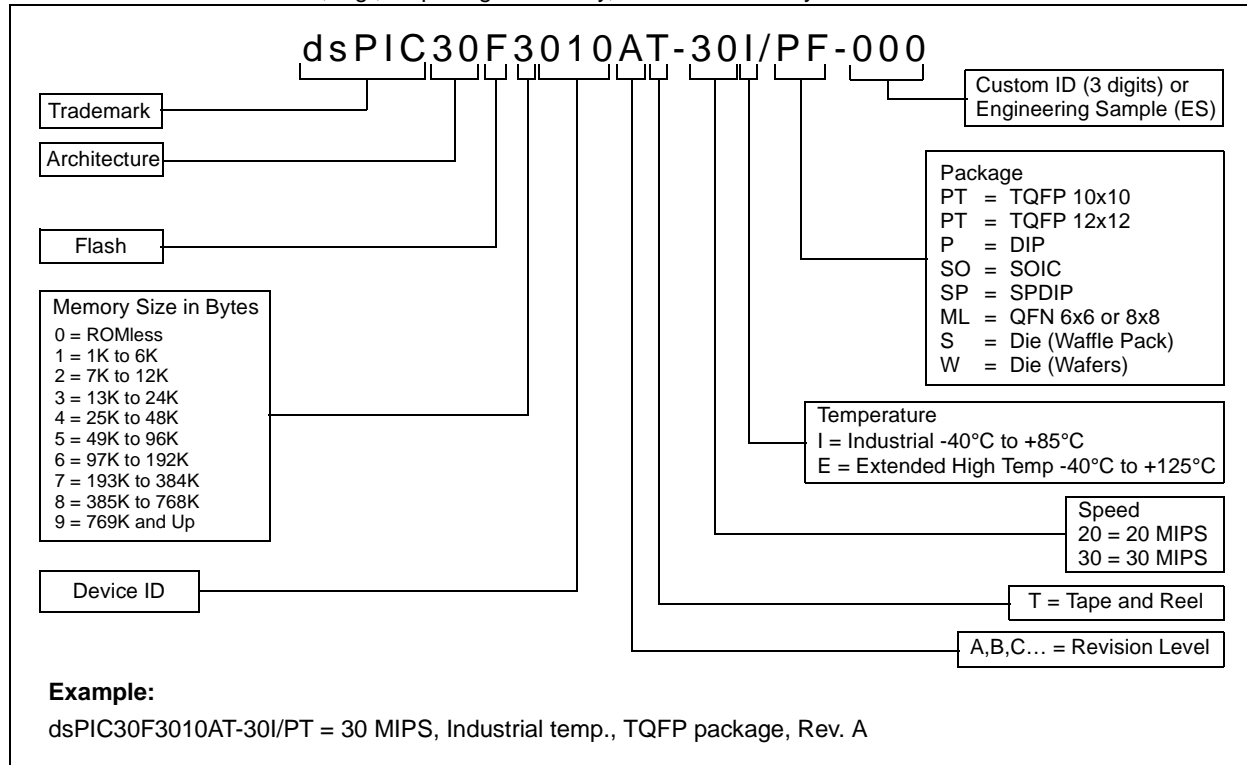 dsPIC30F3010AT-30I/PF-000
Trademark
Architecture
Flash
Memory Size in Bytes
0 = ROMless
1 = 1K to 6K
2 = 7K to 12K
3 = 13K to 24K
4 = 25K to 48K
5 = 49K to 96K
6 = 97K to 192K
7 = 193K to 384K
8 = 385K to 768K
9 = 769K and Up
Device ID
Custom ID (3 digits) or
Engineering Sample (ES)
Package
PT = TQFP 10x10
PT = TQFP 12x12
P = DIP
SO = SOIC
SP = SPDIP
ML = QFN 6x6 or 8x8
S = Die (Waffle Pack)
W = Die (Wafers)
Temperature
I = Industrial -40°C to +85°C
E = Extended High Temp -40°C to +125°C
Speed
20 = 20 MIPS
30 = 30 MIPS
T = Tape and Reel
A,B,C… = Revision Level
Example:
dsPIC30F3010AT-30I/PT = 30 MIPS, Industrial temp., TQFP package, Rev. A